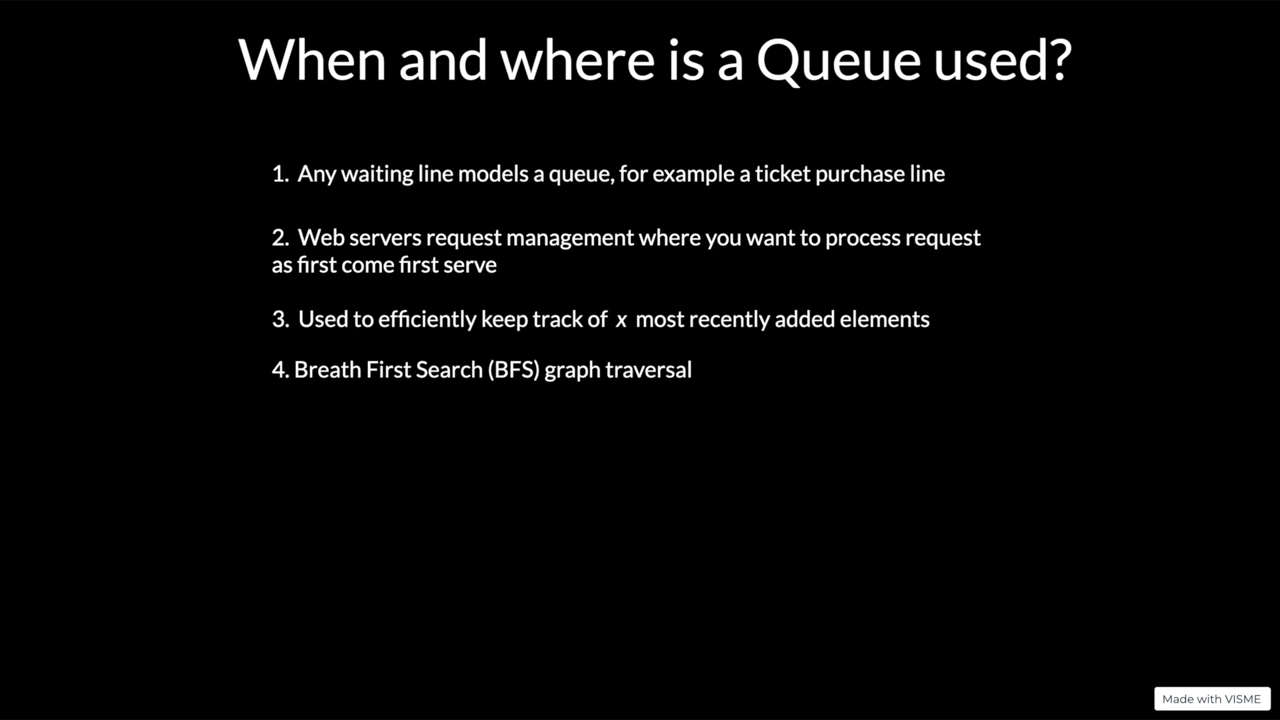 When and where is a Queue used?
1. Any waiting line models a queue, for example a ticket purchase line
2. Web servers request management where you want to process request
as first come first serve
3. Used to efficiently keep track of x most recently added elements
4. Breath First Search (BFS) graph traversal
Made with VISME